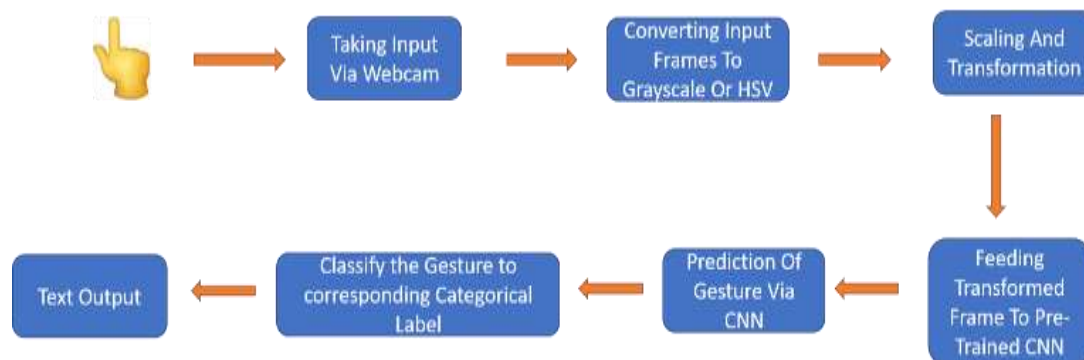 Taking Input
Via Webcam
Converting Input
Frames To
Grayscale Or HSV
Scaling And
Transformation
Feeding
Transformed
Frame To Pre-
Trained CNN
Prediction Of
Gesture Via
CNN
Classify the Gesture to
corresponding Categorical
Label
Text Output